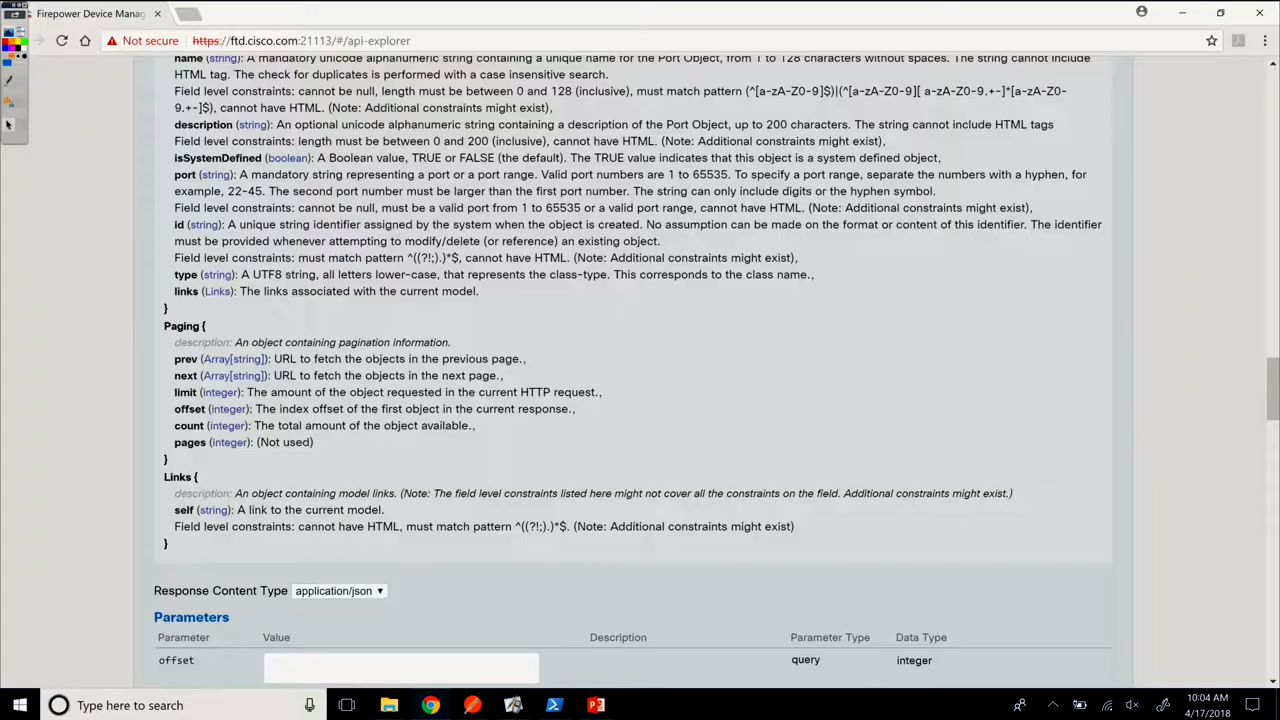 Firepower Device Manag
Not secure
https://ftd.cisco.com:21113/#/api-explorer
name (string): A mandatory unicode alphanumeric string containing a unique name for the Port Object, from 1 to 128 characters without spaces. The string cannot include
HTML tag. The check for duplicates is performed with a case insensitive search.
Field level constraints: cannot be null, length must be between 0 and 128 (inclusive), must match pattern (^[a-zA-Z0-9]$)|(^[a-zA-Z0-9][ a-zA-Z0-9.+-]*[a-zA-Z0-
9.+-]$), cannot have HTML. (Note: Additional constraints might exist),
description (string): An optional unicode alphanumeric string containing a description of the Port Object, up to 200 characters. The string cannot include HTML tags
Field level constraints: length must be between 0 and 200 (inclusive), cannot have HTML. (Note: Additional constraints might exist),
isSystemDefined (boolean): A Boolean value, TRUE or FALSE (the default). The TRUE value indicates that this object is a system defined object,
port (string): A mandatory string representing a port or a port range. Valid port numbers are 1 to 65535. To specify a port range, separate the numbers with a hyphen, for
example, 22-45. The second port number must be larger than the first port number. The string can only include digits or the hyphen symbol.
Field level constraints: cannot be null, must be a valid port from 1 to 65535 or a valid port range, cannot have HTML. (Note: Additional constraints might exist),
id (string): A unique string identifier assigned by the system when the object is created. No assumption can be made on the format or content of this identifier. The identifier
must be provided whenever attempting to modify/delete (or reference) an existing object.
Field level constraints: must match pattern ^((?!;).)*$, cannot have HTML. (Note: Additional constraints might exist),
type (string): A UTF8 string, all letters lower-case, that represents the class-type. This corresponds to the class name.,
links (Links): The links associated with the current model.
}
Paging {
description: An object containing pagination information.
prev (Array[string]): URL to fetch the objects in the previous page.,
next (Array[string]): URL to fetch the objects in the next page.,
limit (integer): The amount of the object requested in the current HTTP request.,
offset (integer): The index offset of the first object in the current response.,
count (integer): The total amount of the object available.,
pages (integer): (Not used)
}
Links {
description: An object containing model links. (Note: The field level constraints listed here might not cover all the constraints on the field. Additional constraints might exist.)
self (string): A link to the current model.
Field level constraints: cannot have HTML, must match pattern ^((?!;).)*$. (Note: Additional constraints might exist)
}
Response Content Type application/json
Parameters
Parameter Value Description Parameter Type Data Type
offset query integer
Type here to search
10:04 AM
4/17/2018